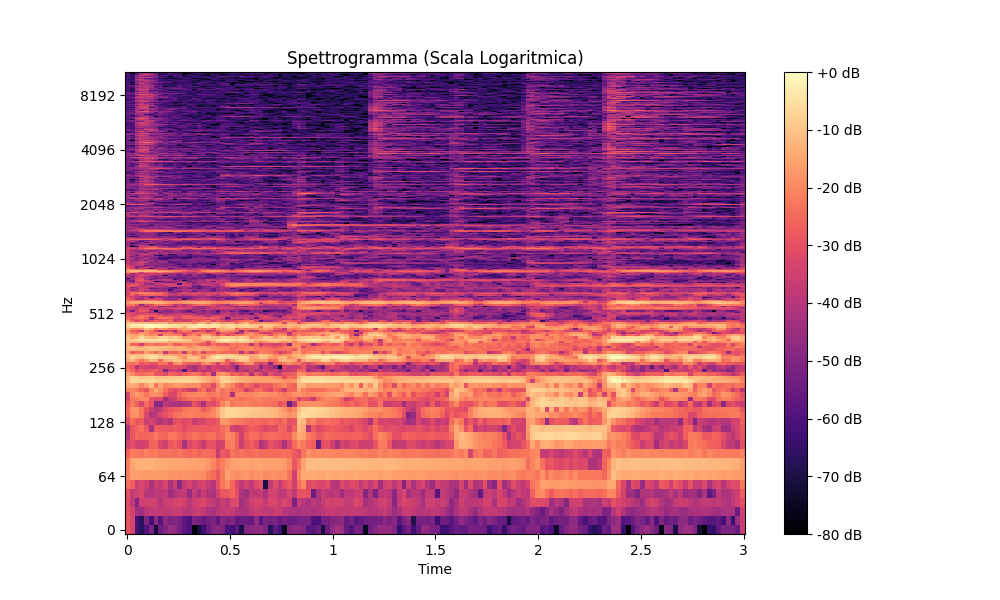 Spettrogramma (Scala Logaritmica)
8192
4096
2048
1024
512
256
128
64
0
Hz
0
0.5
1
1.5
2
2.5
3
Time
+0 dB
-10 dB
-20 dB
-30 dB
-40 dB
-50 dB
-60 dB
-70 dB
-80 dB